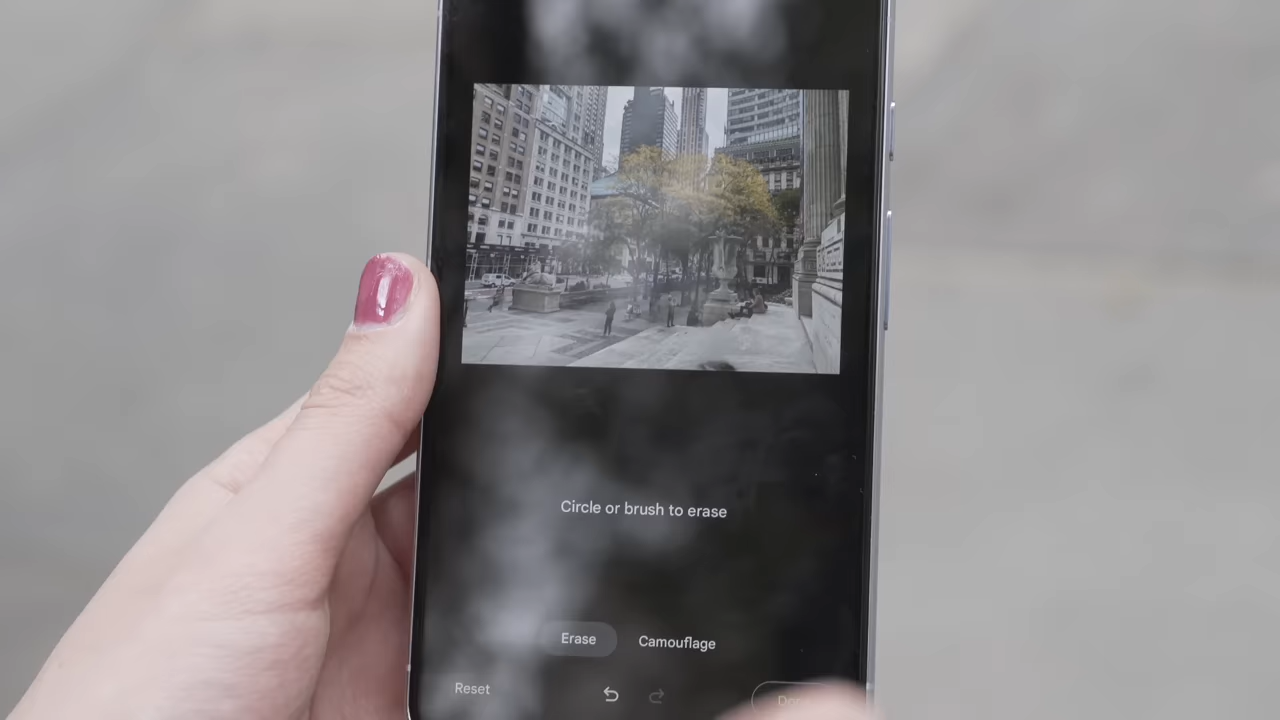 Circle or brush to erase
Erase
Camouflage
Reset